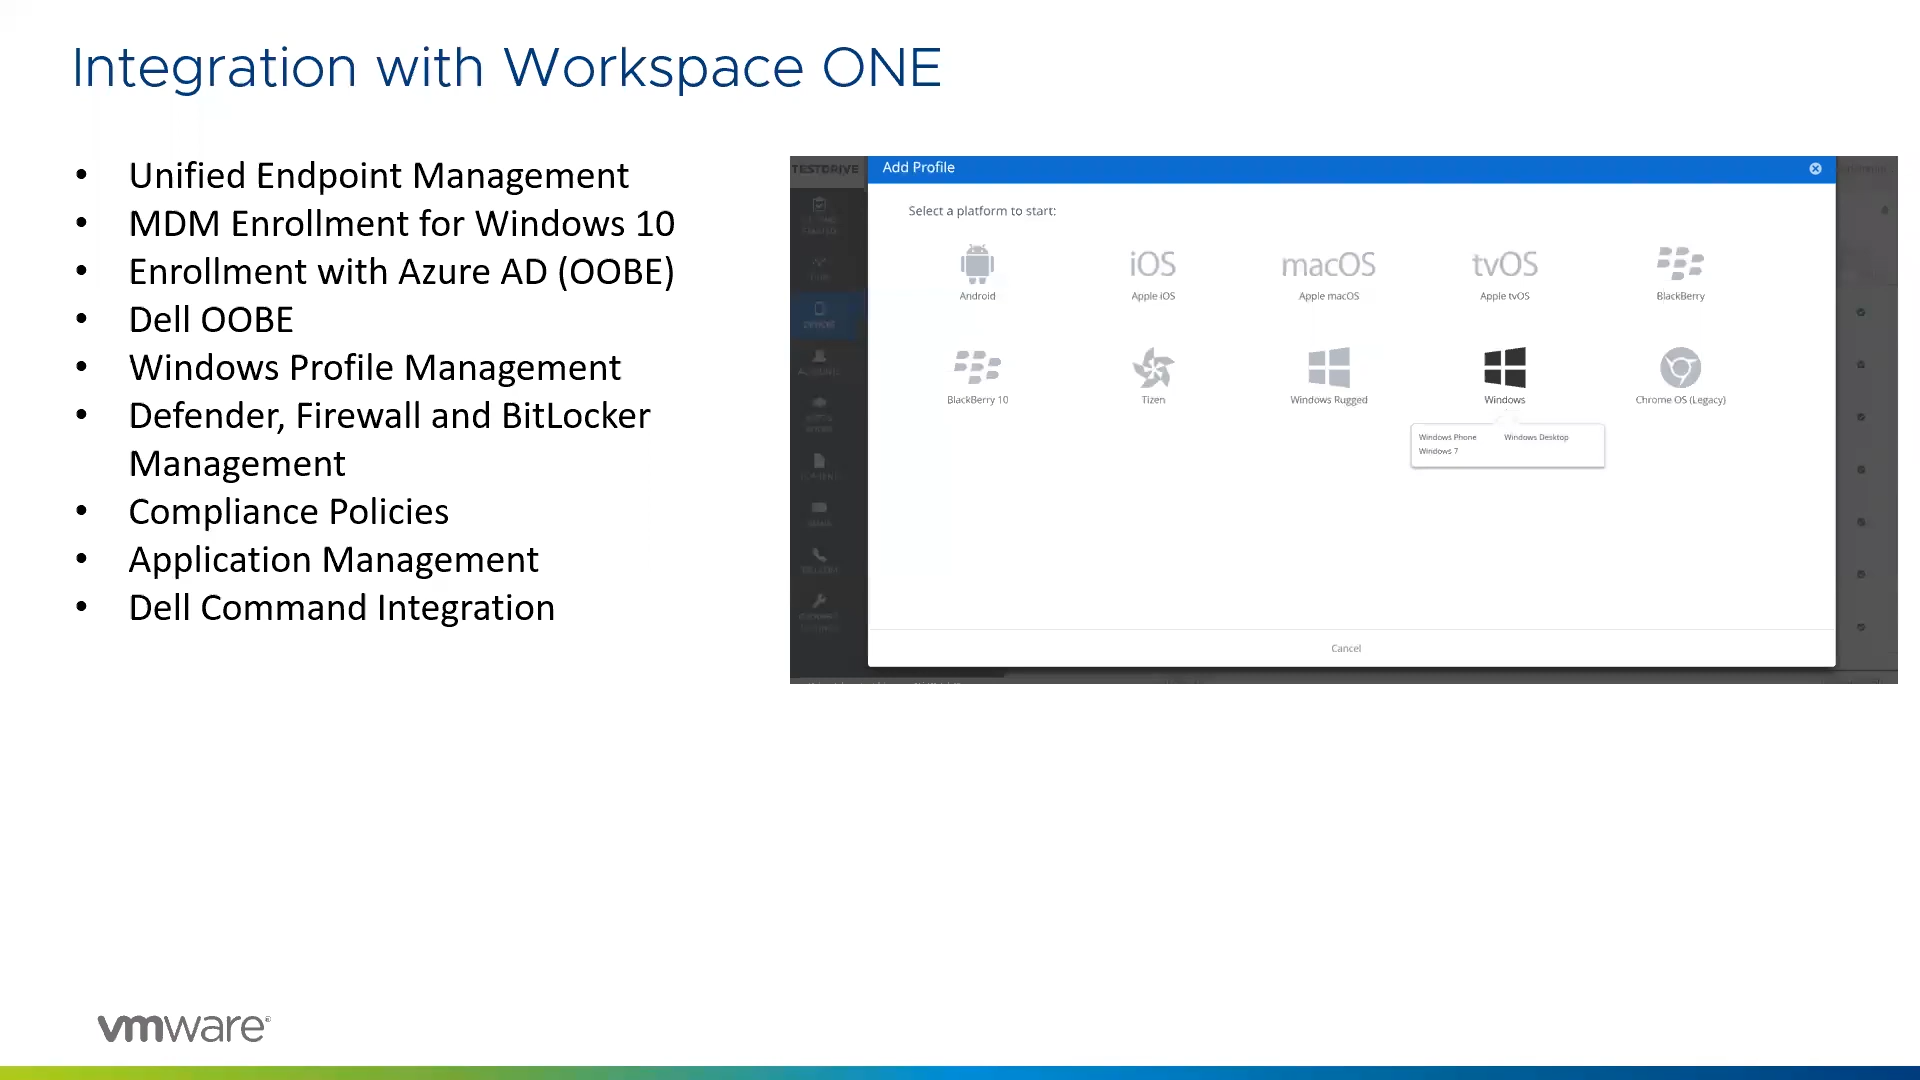 Integration with Workspace ONE
• Unified Endpoint Management
• MDM Enrollment for Windows 10
• Enrollment with Azure AD (OOBE)
• Dell OOBE
• Windows Profile Management
• Defender, Firewall and BitLocker
Management
• Compliance Policies
• Application Management
• Dell Command Integration
TESTDRIVE
Add Profile
Select a platform to start:
iOS macOS tvOS
Android Apple iOS Apple macOS Apple tvOS BlackBerry
BlackBerry 10 Tizen Windows Rugged Windows Chrome OS (Legacy)
Windows Phone Windows Desktop
Windows 7
Cancel
vmware®